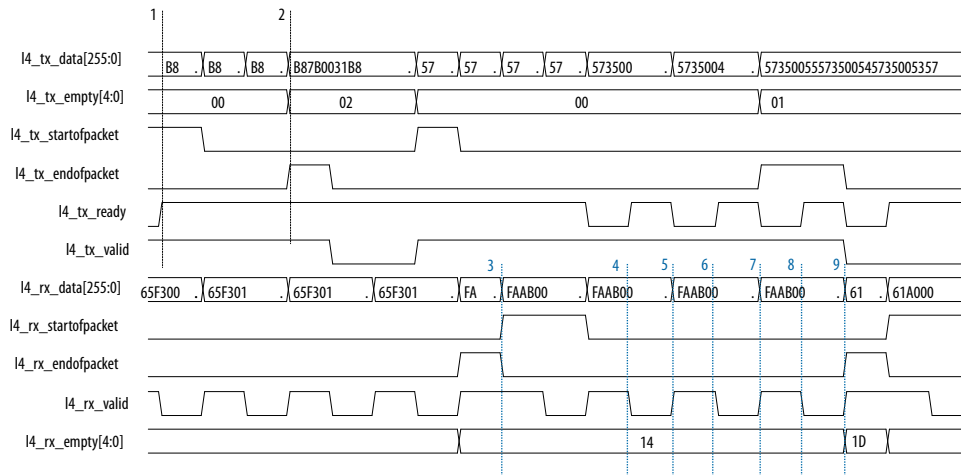 1 2
l4_tx_data[255:0] B8 . B8 . B8 . B87B0031B8 . 57 . 57 . 57 . 57 . 573500 . 5735004 . 57350055573500545735005357
l4_tx_empty[4:0] 00 02 00 01
l4_tx_startofpacket
l4_tx_endofpacket
l4_tx_ready
l4_tx_valid
3 4 5 6 7 8 9
l4_rx_data[255:0] 65F300 . 65F301 . 65F301 . 65F301 . FA . FAAB00 . FAAB00 . FAAB00 . FAAB00 . 61 . 61A000
l4_rx_startofpacket
l4_rx_endofpacket
l4_rx_valid
l4_rx_empty[4:0] 14 1D